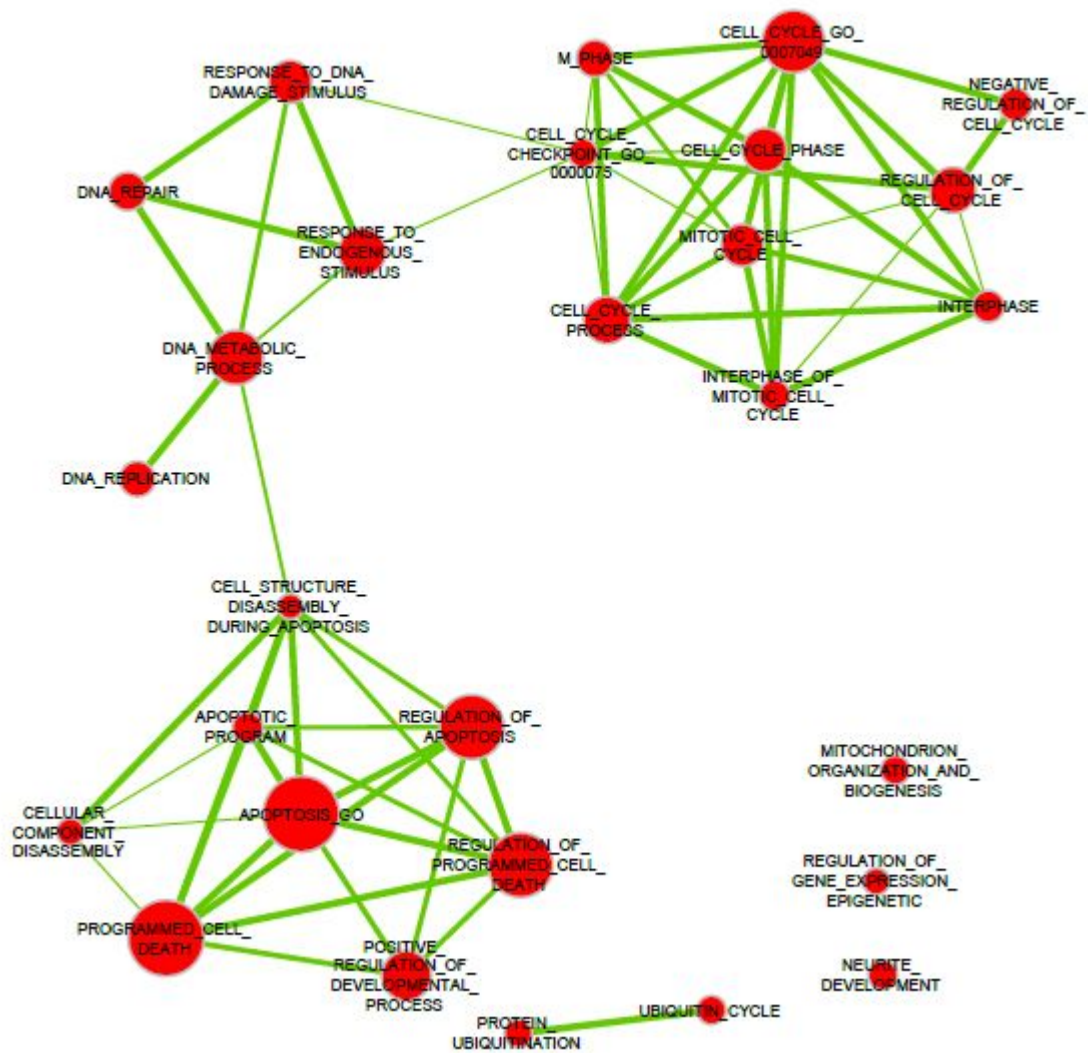 CELL_CYCLE_GO_
0007049
M_PHASE
RESPONSE_TO_DNA_
DAMAGE_STIMULUS
NEGATIVE_
REGULATION_OF_
CELL_CYCLE
CELL_CYCLE_
CHECKPOINT_GO_
0000075
CELL_CYCLE_PHASE
DNA_REPAIR
REGULATION_OF_
CELL_CYCLE
RESPONSE_TO_
ENDOGENOUS_
STIMULUS
MITOTIC_CELL_
CYCLE
CELL_CYCLE_
PROCESS
INTERPHASE
DNA_METABOLIC_
PROCESS
INTERPHASE_OF_
MITOTIC_CELL_
CYCLE
DNA_REPLICATION
CELL_STRUCTURE_
DISASSEMBLY_
DURING_APOPTOSIS
APOPTOTIC_
PROGRAM
REGULATION_OF_
APOPTOSIS
MITOCHONDRION_
ORGANIZATION_AND_
BIOGENESIS
APOPTOSIS_GO
CELLULAR_
COMPONENT_
DISASSEMBLY
REGULATION_OF_
PROGRAMMED_CELL_
DEATH
REGULATION_OF_
GENE_EXPRESSION_
EPIGENETIC
PROGRAMMED_CELL_
DEATH
POSITIVE_
REGULATION_OF_
DEVELOPMENTAL_
PROCESS
NEURITE_
DEVELOPMENT
UBIQUITIN_CYCLE
PROTEIN_
UBIQUITINATION